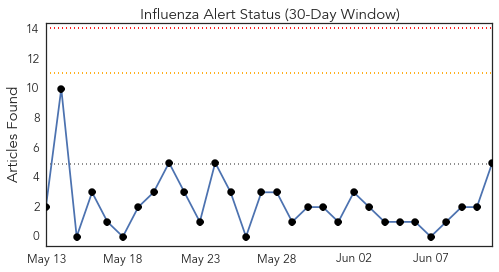 Influenza Alert Status (30-Day Window)
Articles Found
14
12
10
8
6
4
2
0
May 13
May 18
May 23
May 28
Jun 02
Jun 07